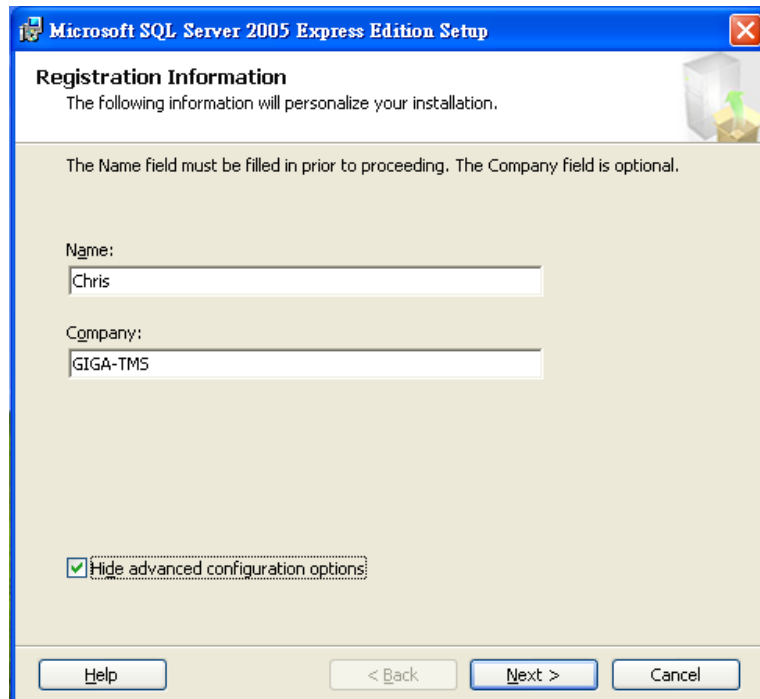 Microsoft SQL Server 2005 Express Edition Setup
Registration Information
The following information will personalize your installation.
The Name field must be filled in prior to proceeding. The Company field is optional.
Name:
Chris
Company:
GIGA-TMS
Hide advanced configuration options
Help
< Back
Next >
Cancel